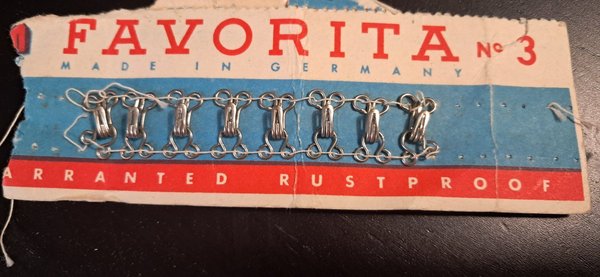 FAVORITA Nº 3
MADE IN GERMANY
ARRANTED RUSTPROOF